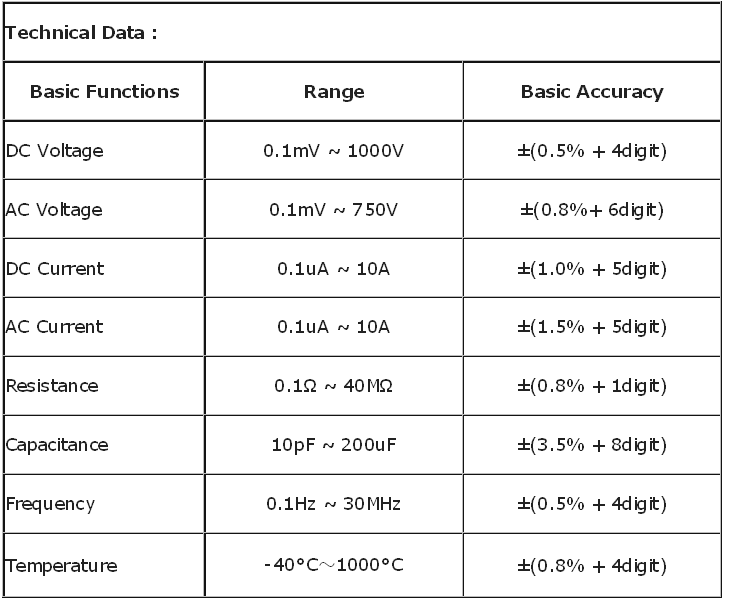 Technical Data :
Basic Functions Range Basic Accuracy
DC Voltage 0.1mV ~ 1000V ±(0.5% + 4digit)
AC Voltage 0.1mV ~ 750V ±(0.8%+ 6digit)
DC Current 0.1uA ~ 10A ±(1.0% + 5digit)
AC Current 0.1uA ~ 10A ±(1.5% + 5digit)
Resistance 0.1Ω ~ 40MΩ ±(0.8% + 1digit)
Capacitance 10pF ~ 200uF ±(3.5% + 8digit)
Frequency 0.1Hz ~ 30MHz ±(0.5% + 4digit)
Temperature -40°C～1000°C ±(0.8% + 4digit)